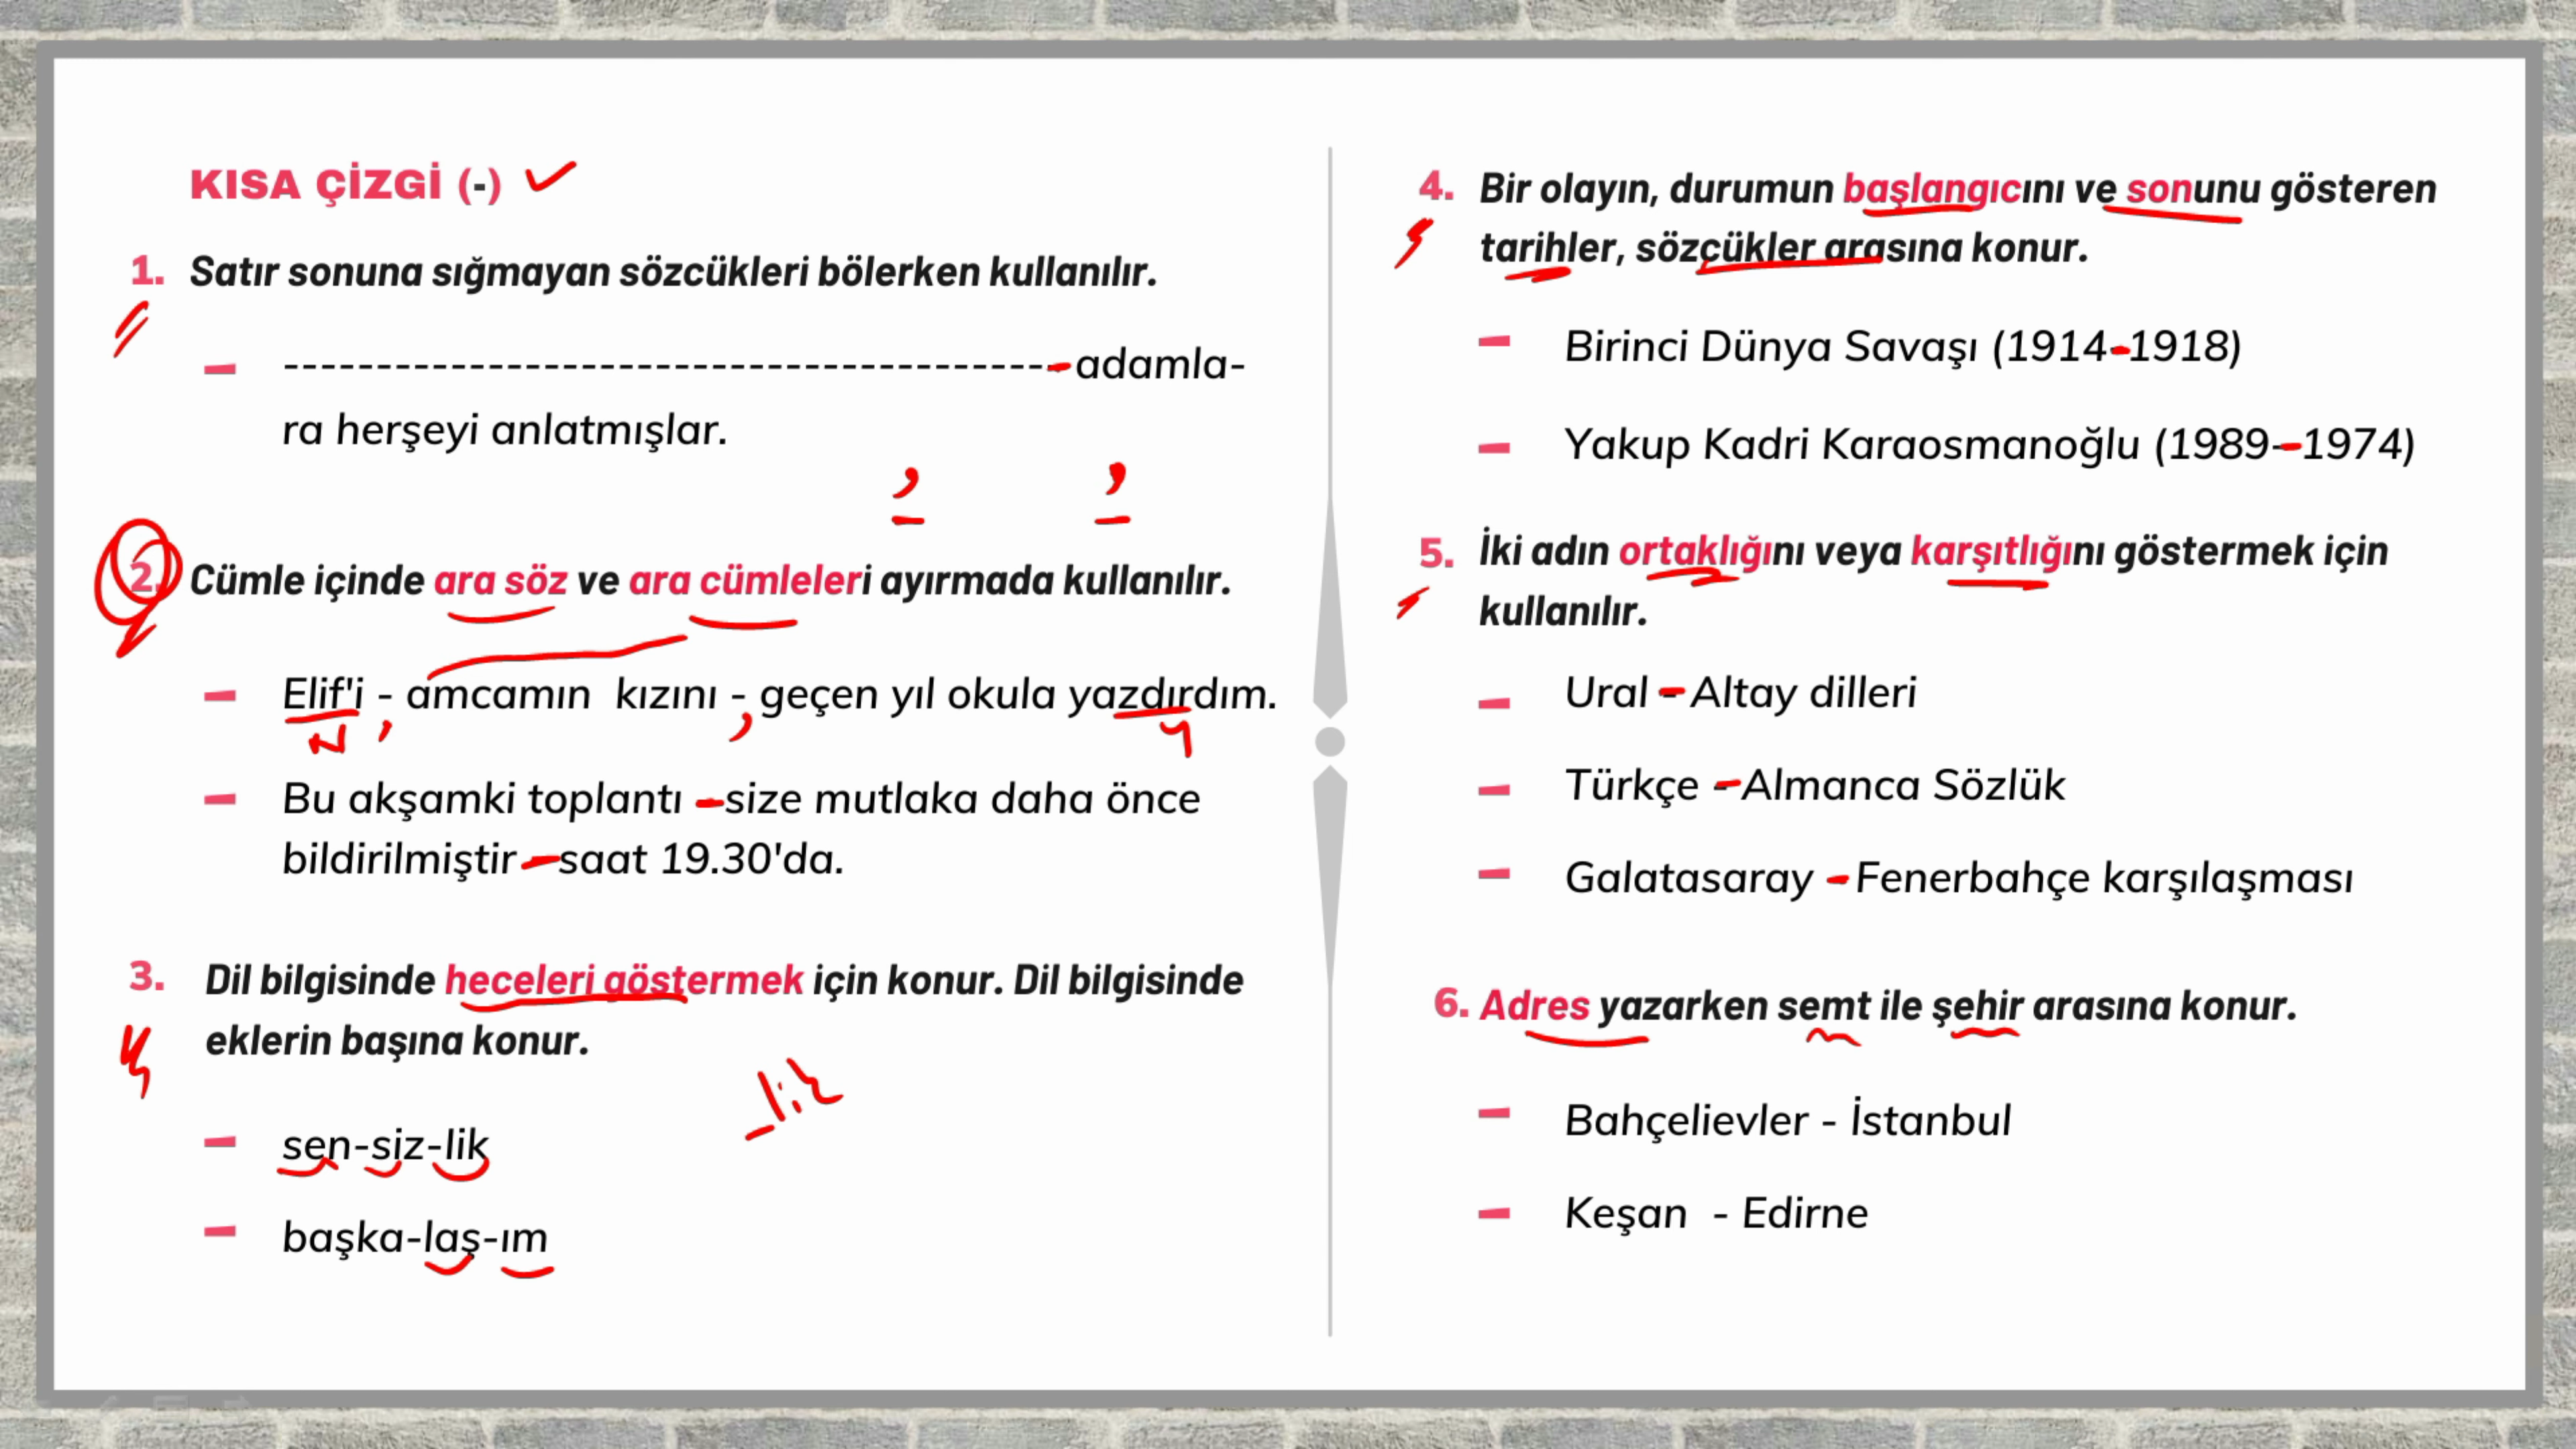 KISA ÇİZGİ (-)
1. Satır sonuna sığmayan sözcükleri bölerken kullanılır.
- ------------------------------------------ adamla-
ra herşeyi anlatmışlar.
, ,
2. Cümle içinde ara söz ve ara cümleleri ayırmada kullanılır.
- Elif'i - amcamın kızını - geçen yıl okula yazdırdım.
N , , y
- Bu akşamki toplantı - size mutlaka daha önce
bildirilmiştir - saat 19.30'da.
3. Dil bilgisinde heceleri göstermek için konur. Dil bilgisinde
eklerin başına konur.
-lik
- sen-siz-lik
- başka-laş-ım
4. Bir olayın, durumun başlangıcını ve sonunu gösteren
tarihler, sözcükler arasına konur.
- Birinci Dünya Savaşı (1914-1918)
- Yakup Kadri Karaosmanoğlu (1989-1974)
5. İki adın ortaklığını veya karşıtlığını göstermek için
kullanılır.
- Ural - Altay dilleri
- Türkçe - Almanca Sözlük
- Galatasaray - Fenerbahçe karşılaşması
6. Adres yazarken semt ile şehir arasına konur.
- Bahçelievler - İstanbul
- Keşan - Edirne